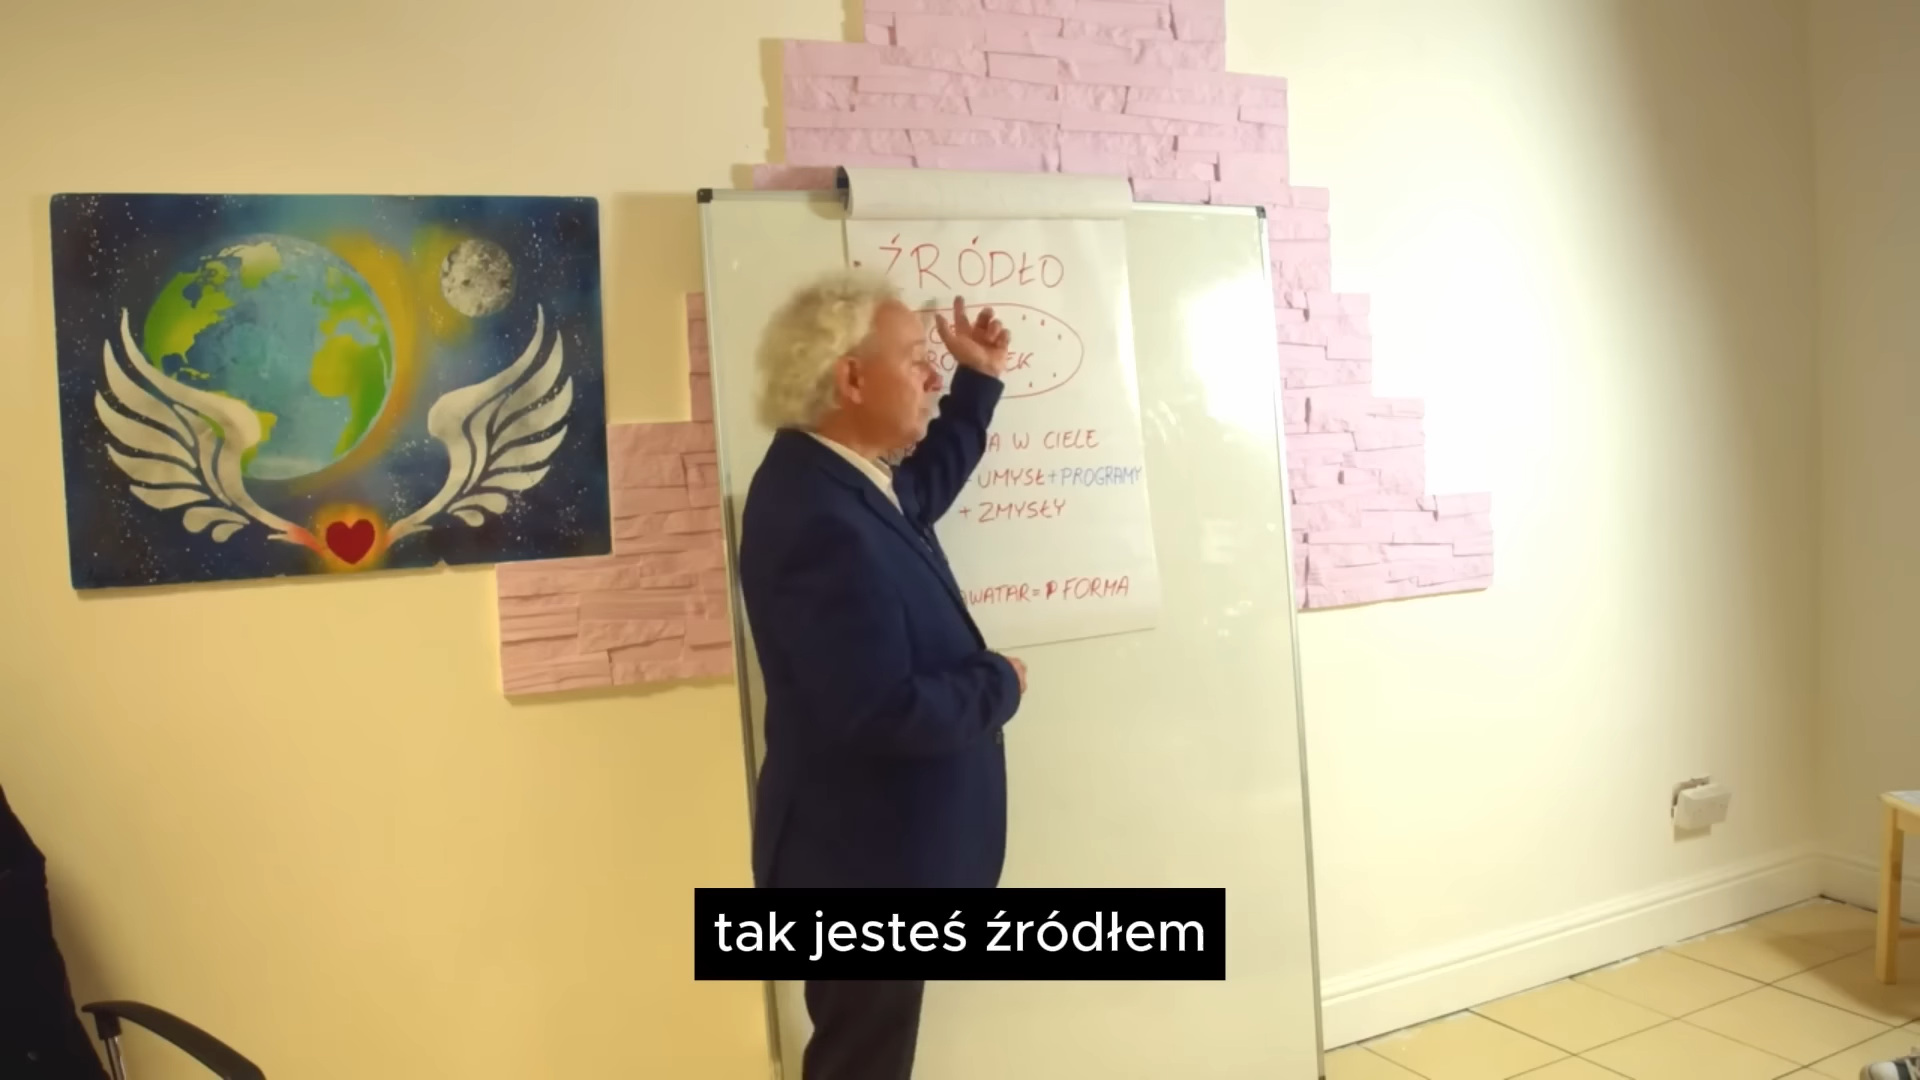 ŹRÓDŁO
W CIELE
UMYSŁ + PROGRAMY
+ ZMYSŁY
AWATAR = P FORMA
tak jesteś źródłem